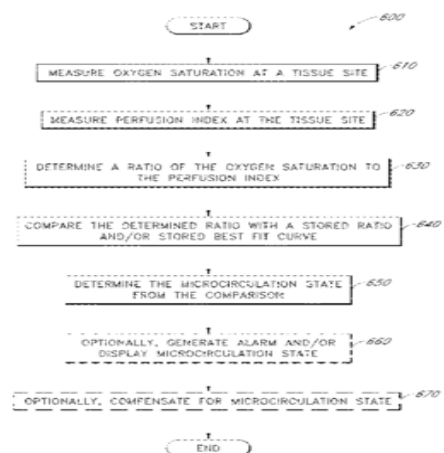 600
START
MEASURE OXYGEN SATURATION AT A TISSUE SITE
610
MEASURE PERFUSION INDEX AT THE TISSUE SITE
620
DETERMINE A RATIO OF THE OXYGEN SATURATION TO
THE PERFUSION INDEX
630
COMPARE THE DETERMINED RATIO WITH A STORED RATIO
AND/OR STORED BEST FIT CURVE
640
DETERMINE THE MICROCIRCULATION STATE
FROM THE COMPARISON
650
OPTIONALLY, GENERATE ALARM AND/OR
DISPLAY MICROCIRCULATION STATE
660
OPTIONALLY, COMPENSATE FOR MICROCIRCULATION STATE
670
END